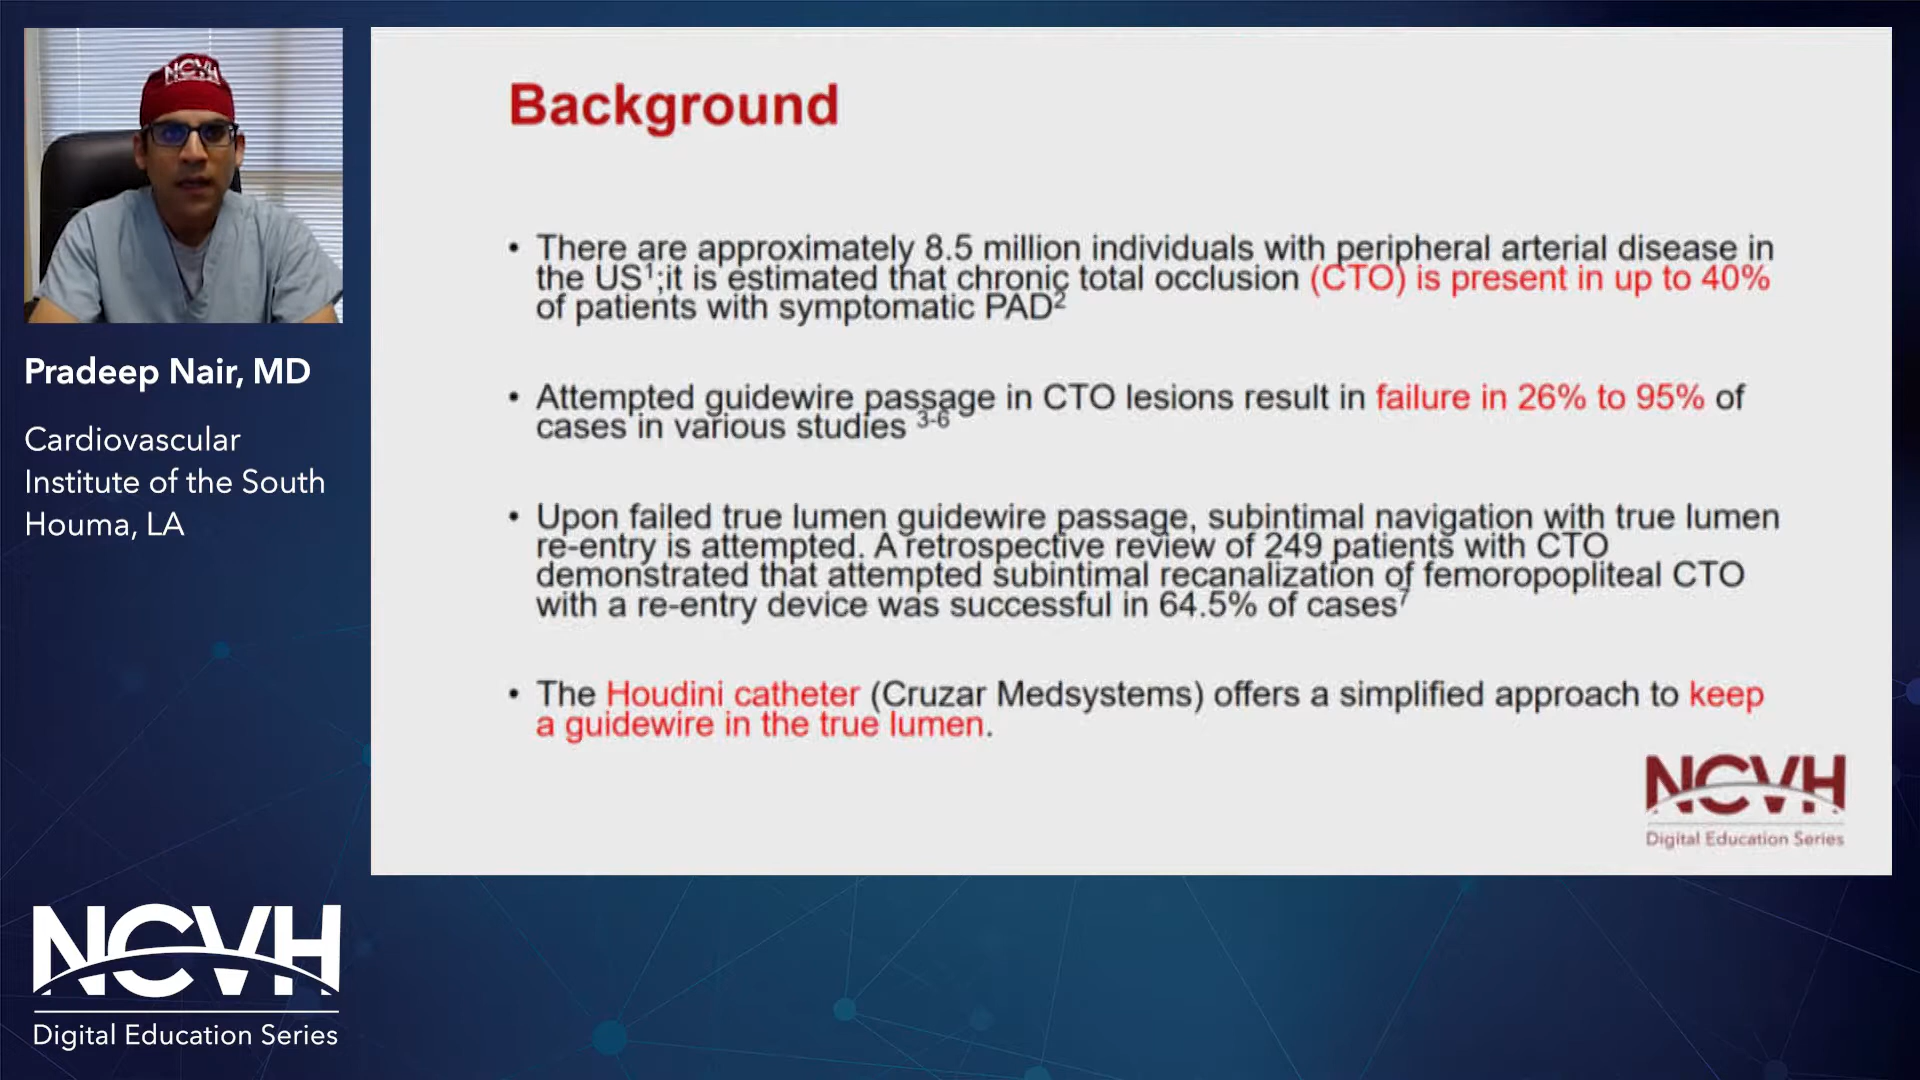 NCVH
Pradeep Nair, MD
Cardiovascular
Institute of the South
Houma, LA
NCVH
Digital Education Series
Background
• There are approximately 8.5 million individuals with peripheral arterial disease in
the US¹;it is estimated that chronic total occlusion (CTO) is present in up to 40%
of patients with symptomatic PAD²
• Attempted guidewire passage in CTO lesions result in failure in 26% to 95% of
cases in various studies ³⁻⁶
• Upon failed true lumen guidewire passage, subintimal navigation with true lumen
re-entry is attempted. A retrospective review of 249 patients with CTO
demonstrated that attempted subintimal recanalization of femoropopliteal CTO
with a re-entry device was successful in 64.5% of cases⁷
• The Houdini catheter (Cruzar Medsystems) offers a simplified approach to keep
a guidewire in the true lumen.
NCVH
Digital Education Series